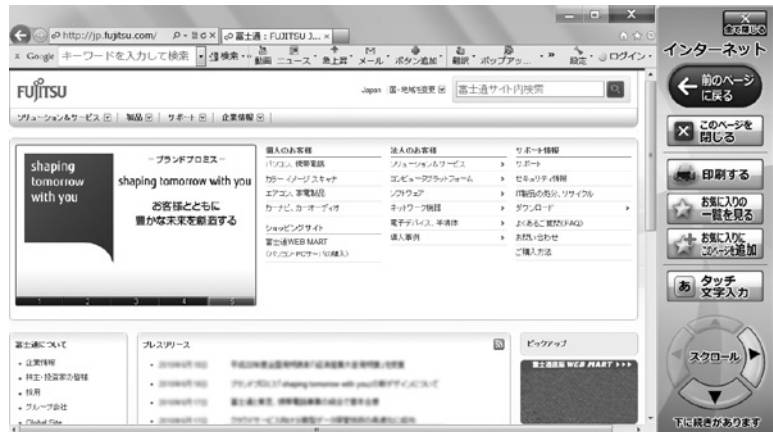 http://jp.fujitsu.com/
富士通 : FUJITSU J...
x Google
キーワードを入力して検索
検索
動画 ニュース 急上昇 メール ボタン追加 翻訳 ポップアッ... 設定 ログイン
FUJITSU
Japan
国・地域を変更
富士通サイト内検索
ソリューション&サービス
製品
サポート
企業情報
shaping
tomorrow
with you
－ブランドプロミス－
shaping tomorrow with you
お客様とともに
豊かな未来を創造する
1 2 3 4 5
個人のお客様
パソコン、携帯電話
カラーイメージスキャナ
エアコン、家電製品
カーナビ、カーオーディオ
ショッピングサイト
富士通WEB MART
(パソコン・PCサーバの購入)
法人のお客様
ソリューション&サービス
コンピュータプラットフォーム
ソフトウェア
ネットワーク機器
電子デバイス、半導体
導入事例
サポート情報
サポート
セキュリティ情報
IT製品の処分、リサイクル
ダウンロード
よくあるご質問(FAQ)
お問い合わせ
ご購入方法
富士通について
企業情報
株主・投資家の皆様
採用
グループ会社
Global Site
プレスリリース
ピックアップ
富士通直販 WEB MART
全て閉じる
インターネット
前のページ
に戻る
このページを
閉じる
印刷する
お気に入りの
一覧を見る
お気に入りに
このページを追加
あ
タッチ
文字入力
スクロール
下に続きがあります